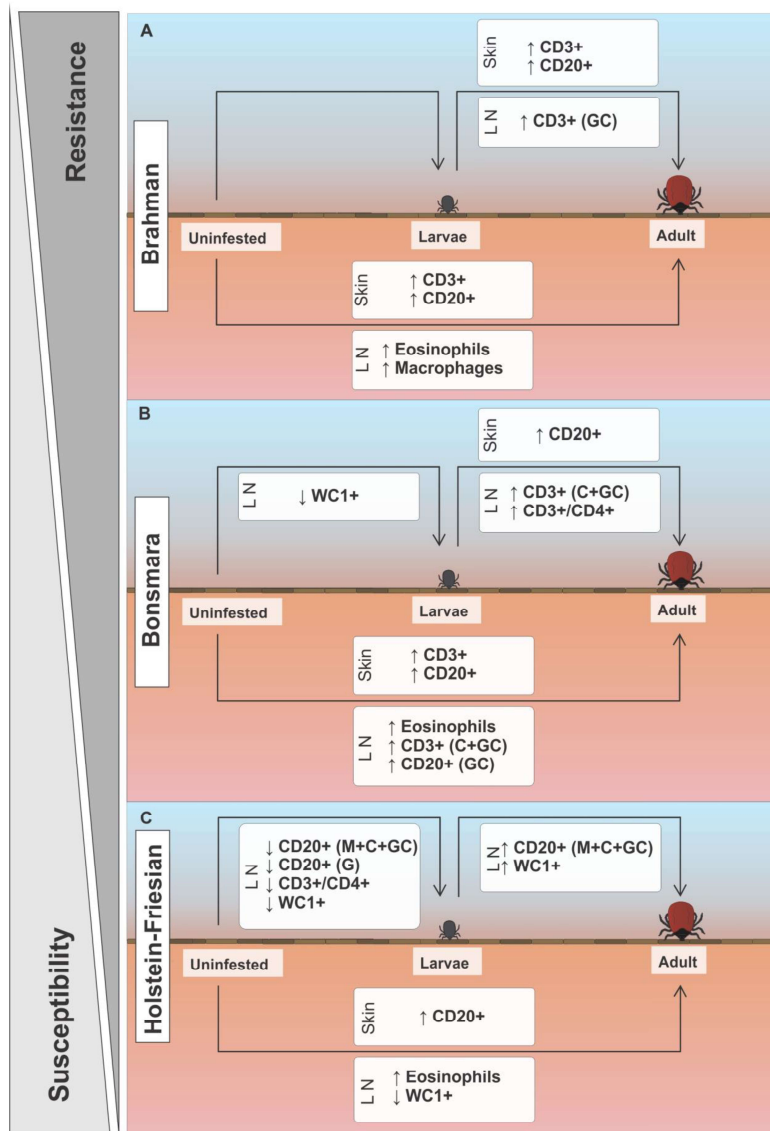 Resistance
Susceptibility
A
Brahman
Skin
↑ CD3+
↑ CD20+
LN
↑ CD3+ (GC)
Uninfested
Larvae
Adult
Skin
↑ CD3+
↑ CD20+
LN
↑ Eosinophils
↑ Macrophages
B
Bonsmara
Skin
↑ CD20+
LN
↓ WC1+
LN
↑ CD3+ (C+GC)
↑ CD3+/CD4+
Uninfested
Larvae
Adult
Skin
↑ CD3+
↑ CD20+
LN
↑ Eosinophils
↑ CD3+ (C+GC)
↑ CD20+ (GC)
C
Holstein-Friesian
LN
↓ CD20+ (M+C+GC)
↓ CD20+ (G)
↓ CD3+/CD4+
↓ WC1+
LN
↑ CD20+ (M+C+GC)
↑ WC1+
Uninfested
Larvae
Adult
Skin
↑ CD20+
LN
↑ Eosinophils
↓ WC1+